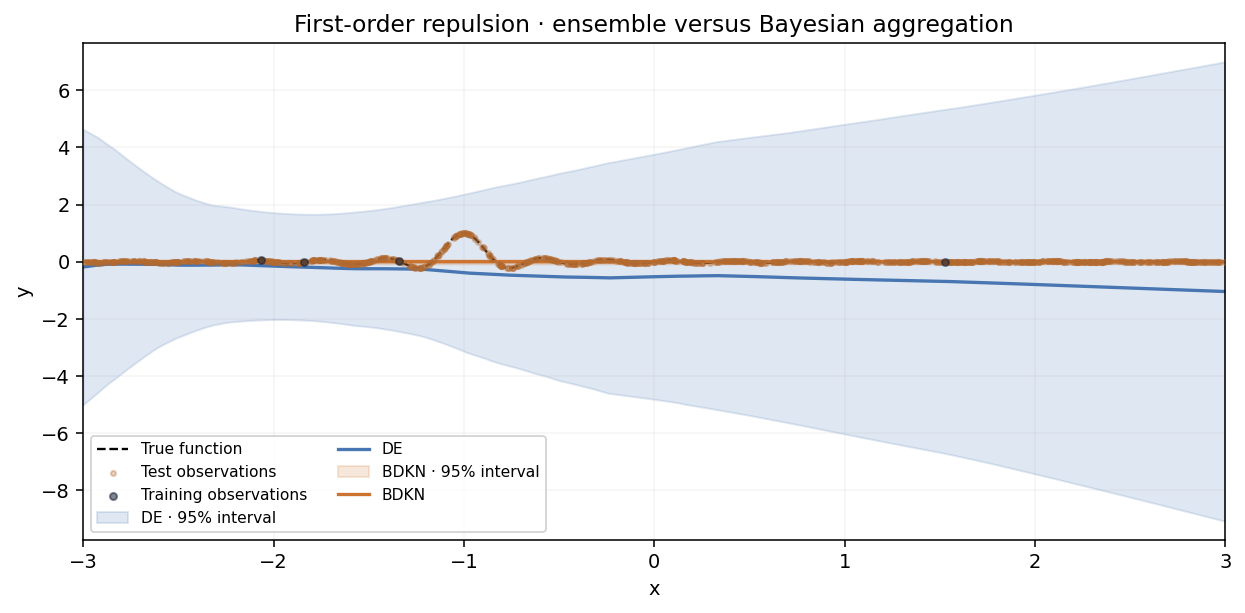 First-order repulsion · ensemble versus Bayesian aggregation
y
6
4
2
0
−2
−4
−6
−8
True function
Test observations
Training observations
DE · 95% interval
DE
BDKN · 95% interval
BDKN
−3
−2
−1
0
1
2
3
x